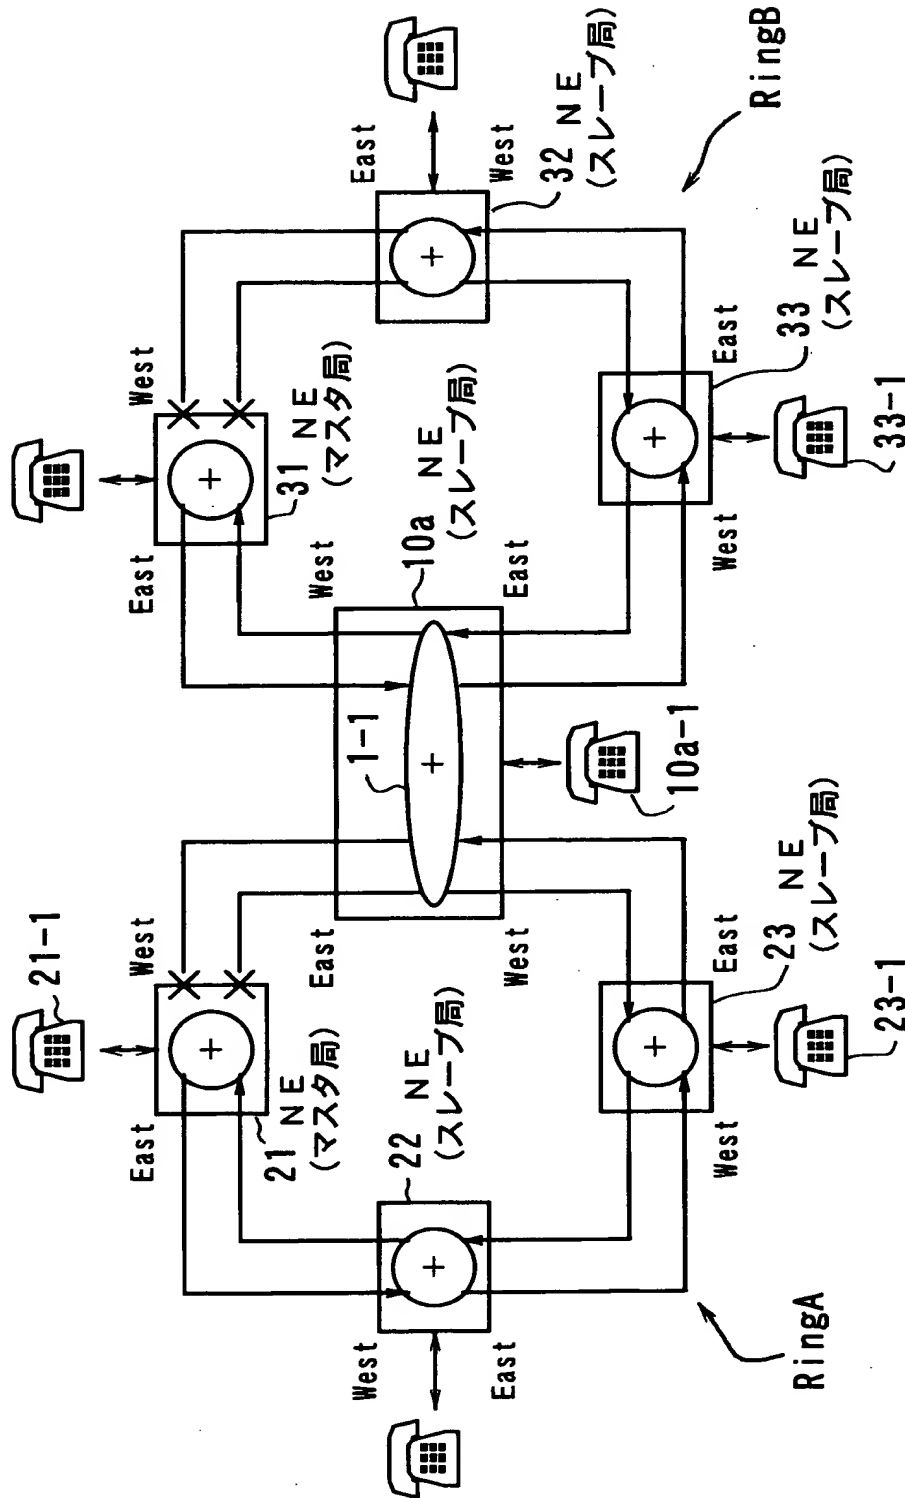 21-1
East
West
21 NE
(マスタ局)
West
22 NE
(スレーブ局)
East
RingA
West
East
23 NE
(スレーブ局)
23-1
East
West
1-1
10a NE
(スレーブ局)
West
East
10a-1
East
West
31 NE
(マスタ局)
East
West
32 NE
(スレーブ局)
RingB
West
East
33 NE
(スレーブ局)
33-1